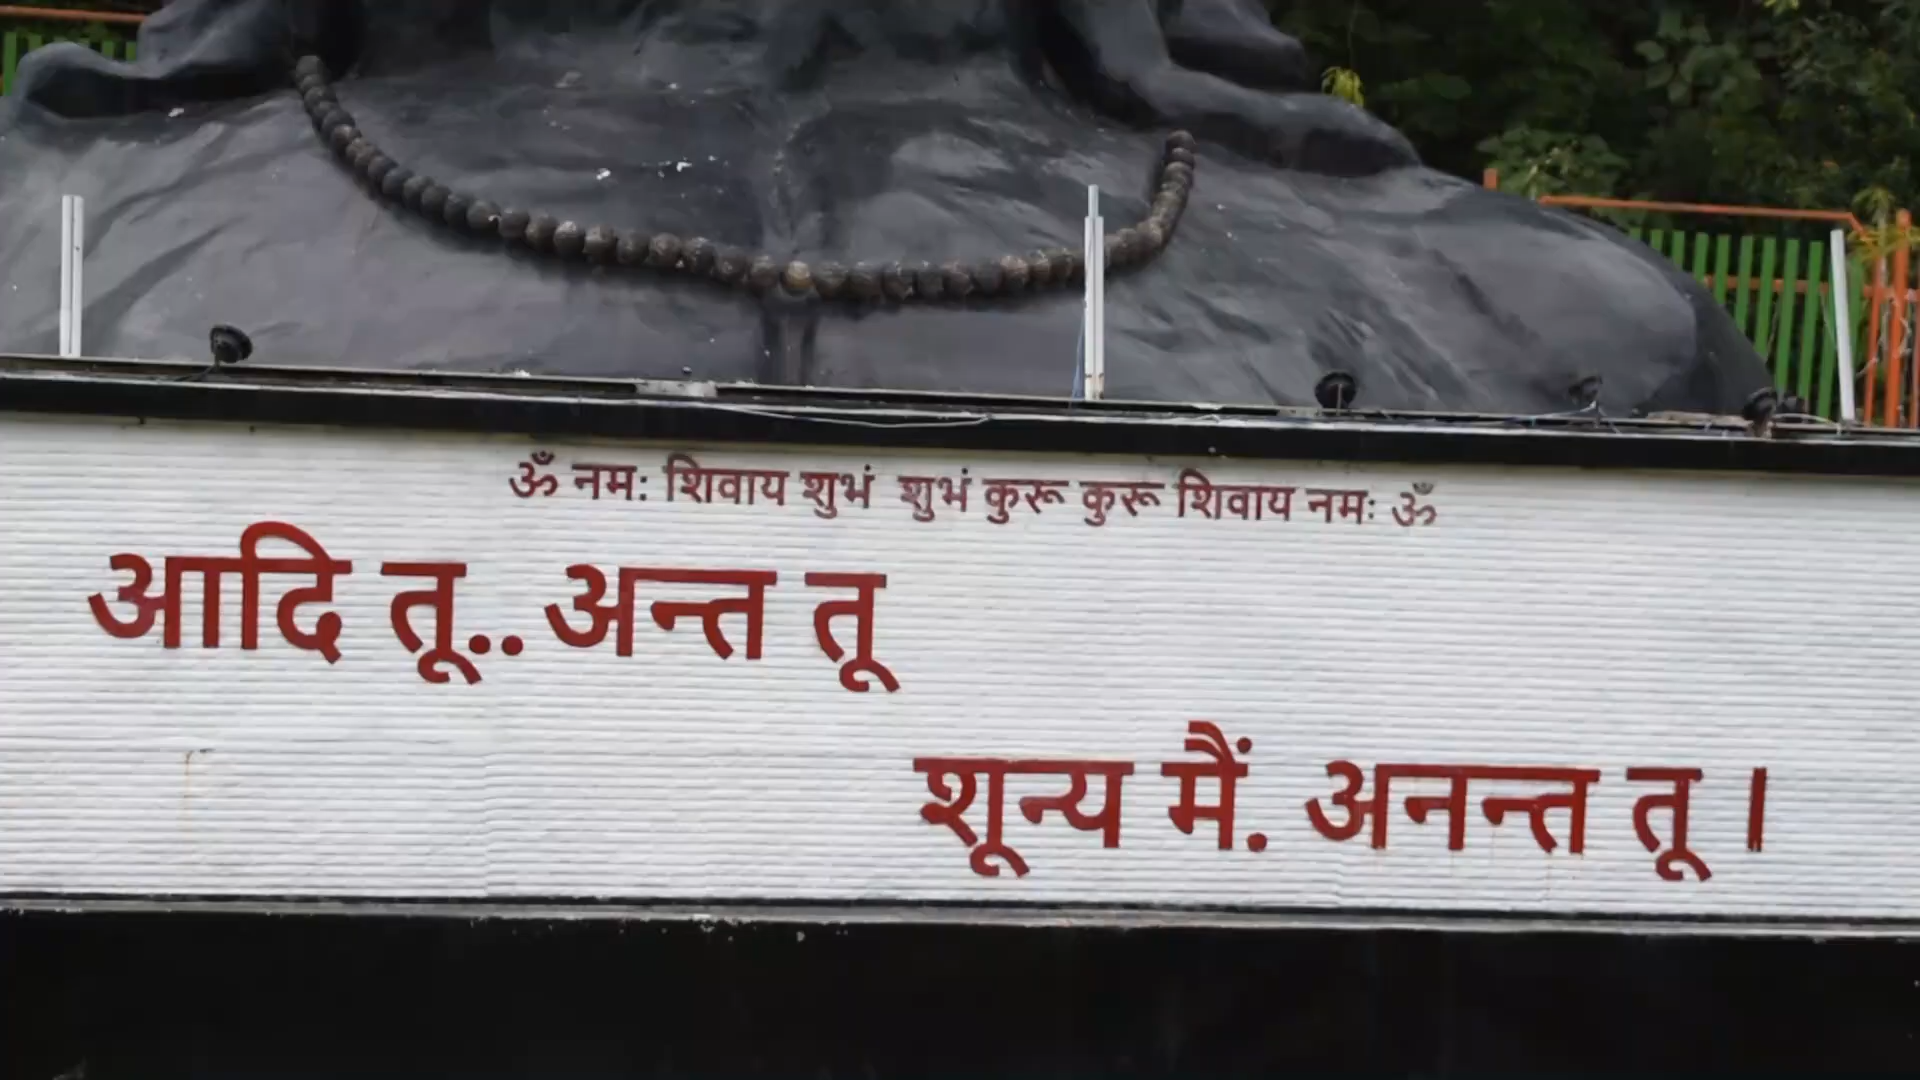 ॐ नमः शिवाय शुभं शुभं कुरू कुरू शिवाय नमः ॐ
आदि तू.. अन्त तू
शून्य मैं. अनन्त तू ।